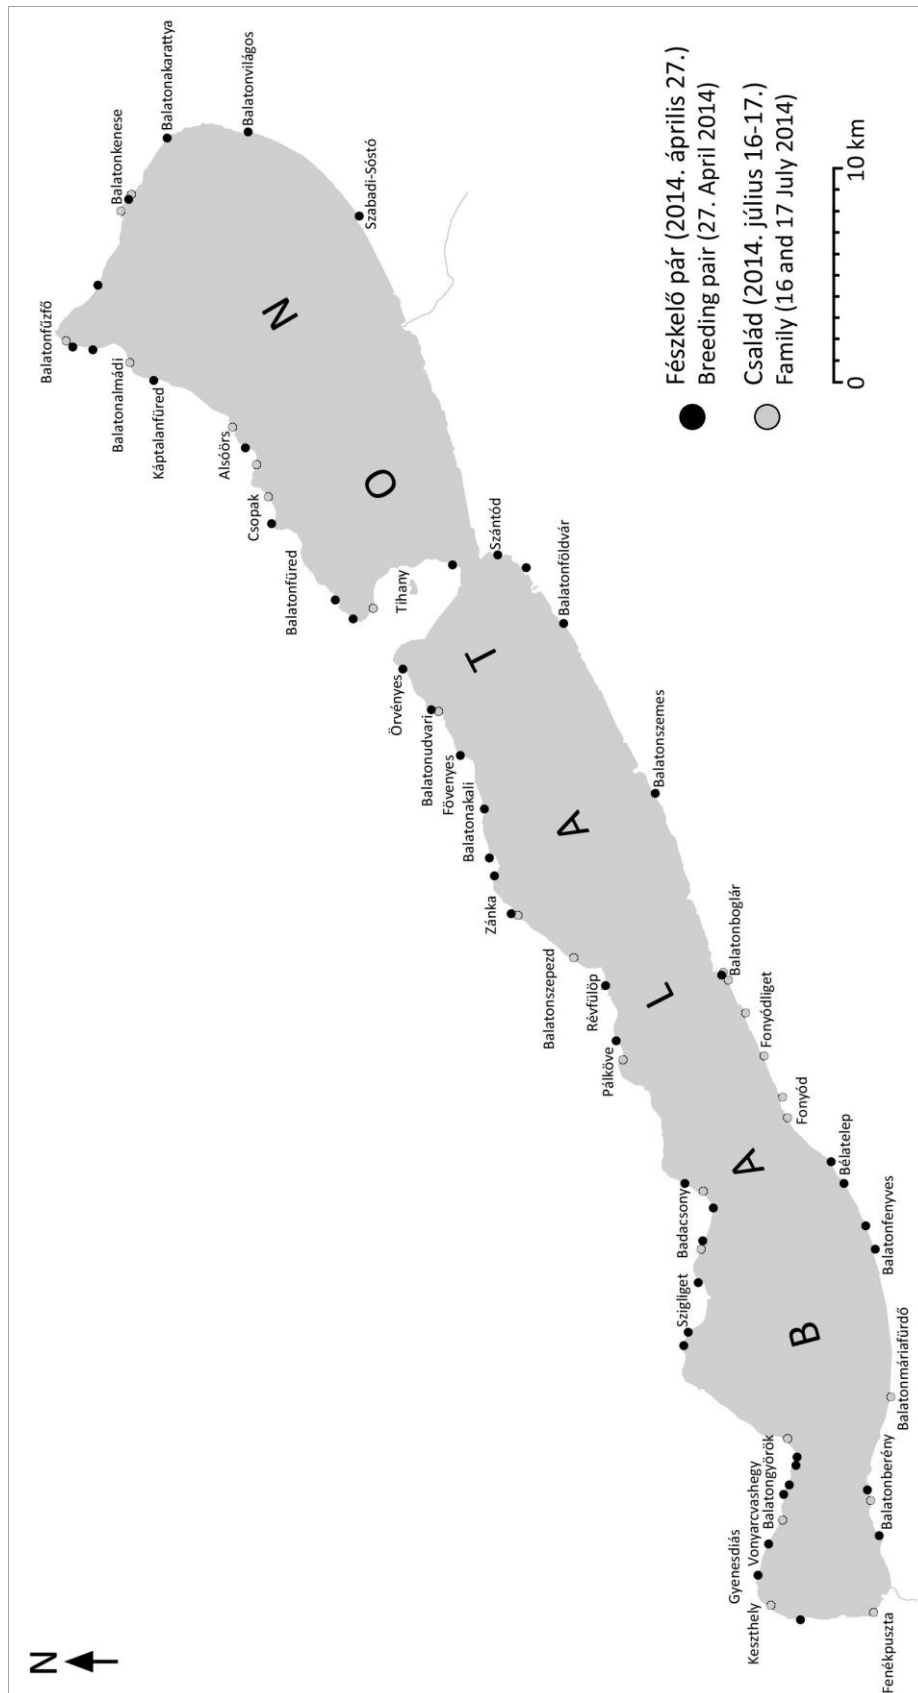 N
Balatonfűzfő
Balatonkenese
Balatonakarattya
Balatonvilágos
Szabadi-Sóstó
Balatonalmádi
Káptalanfüred
Alsóörs
Csopak
Balatonfüred
Tihany
Szántód
Balatonföldvár
Örvényes
Balatonudvari
Fövenyes
Balatonakali
Zánka
Balatonszemes
Balatonszepezd
Révfülöp
Pálköve
Balatonboglár
Fonyódliget
Fonyód
Bélatelep
Balatonfenyves
Badacsony
Szigliget
Balatonmáriafürdő
Balatongyörök
Vonyarcvashegy
Gyenesdiás
Keszthely
Balatonberény
Fenékpuszta
B A L A T O N
Fészkelő pár (2014. április 27.)
Breeding pair (27. April 2014)
Család (2014. július 16-17.)
Family (16 and 17 July 2014)
0 10 km